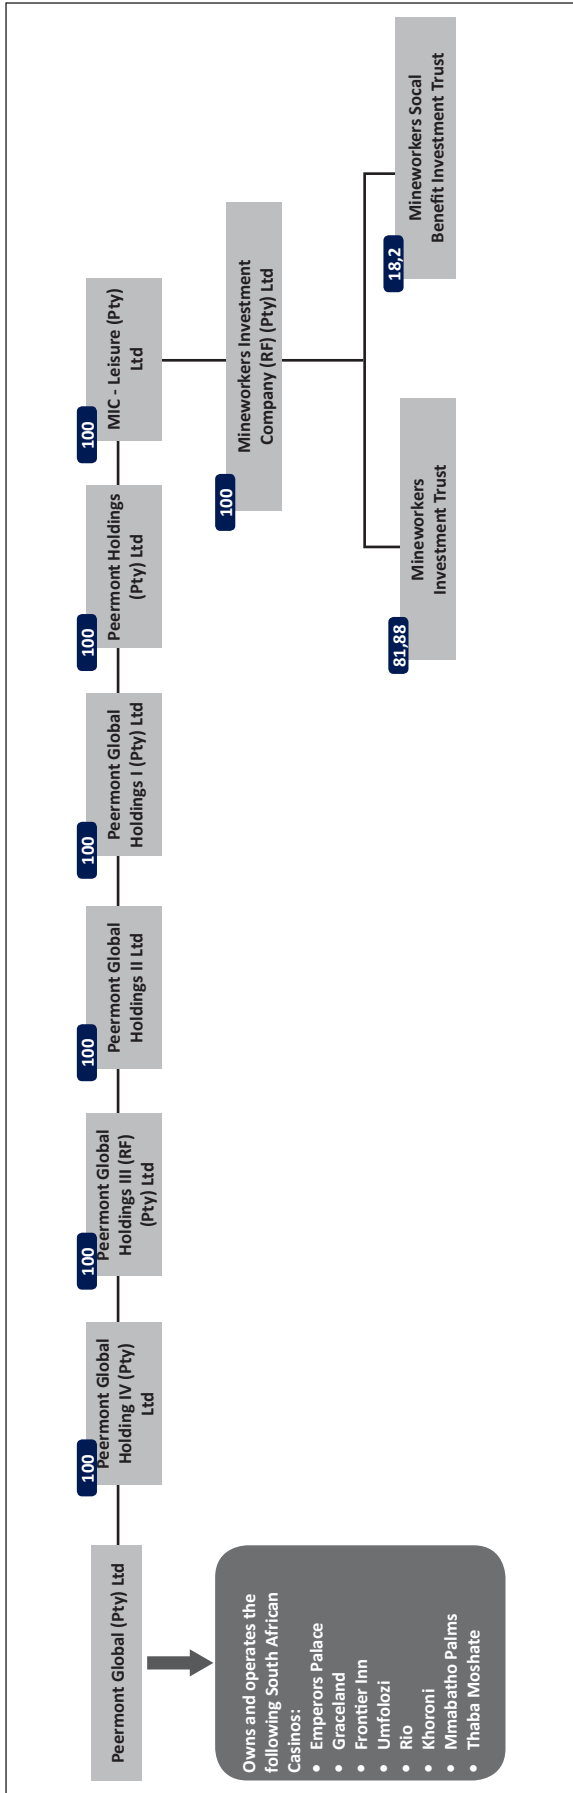 Peermont Global (Pty) Ltd
100
Peermont Global
Holding IV (Pty)
Ltd
100
Peermont Global
Holdings III (RF)
(Pty) Ltd
100
Peermont Global
Holdings II Ltd
100
Peermont Global
Holdings I (Pty) Ltd
100
Peermont Holdings
(Pty) Ltd
100
MIC - Leisure (Pty)
Ltd
100
Mineworkers Investment
Company (RF) (Pty) Ltd
81,88
Mineworkers
Investment Trust
18,2
Mineworkers Socal
Benefit Investment Trust
Owns and operates the
following South African
Casinos:
• Emperors Palace
• Graceland
• Frontier Inn
• Umfolozi
• Rio
• Khoroni
• Mmabatho Palms
• Thaba Moshate